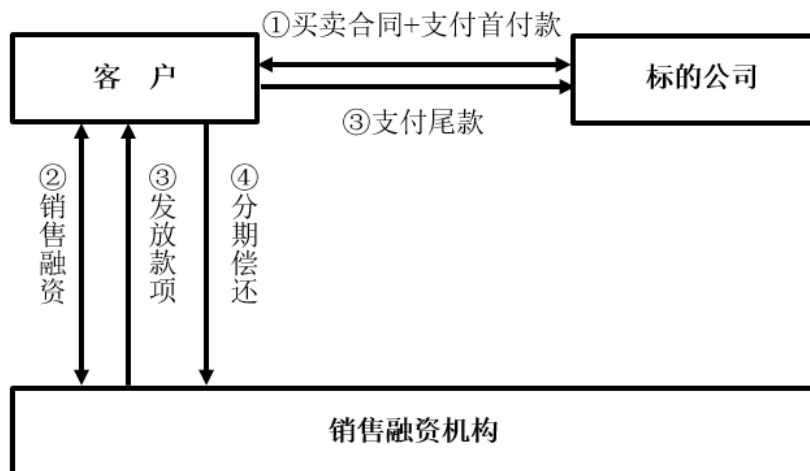 ①买卖合同+支付首付款
客 户
标的公司
③支付尾款
②销售融资
③发放款项
④分期偿还
销售融资机构